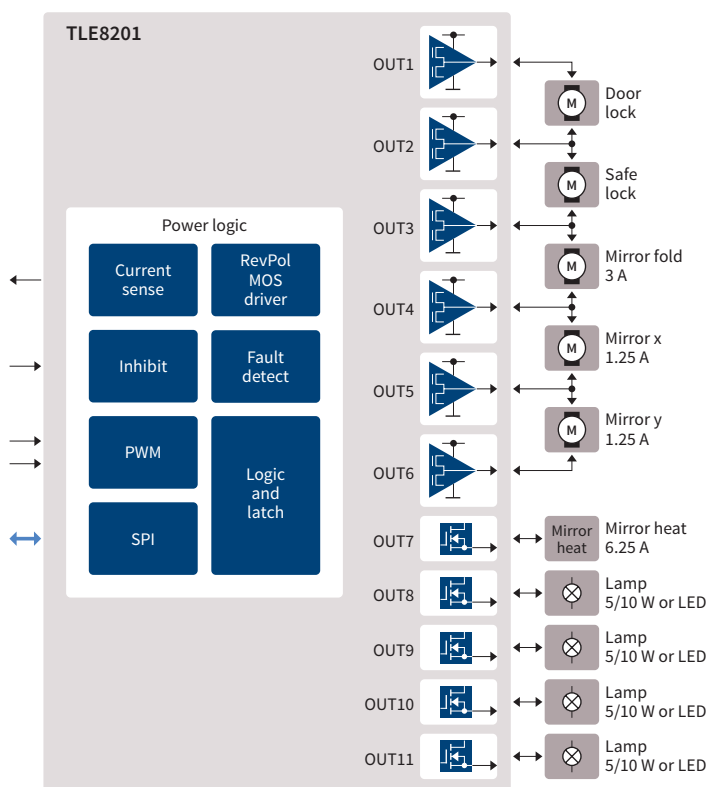 TLE8201
Power logic
Current
sense
RevPol
MOS
driver
Inhibit
Fault
detect
PWM
Logic
and
latch
SPI
OUT1
OUT2
OUT3
OUT4
OUT5
OUT6
OUT7
OUT8
OUT9
OUT10
OUT11
M
Door
lock
M
Safe
lock
M
Mirror fold
3 A
M
Mirror x
1.25 A
M
Mirror y
1.25 A
Mirror
heat
Mirror heat
6.25 A
Lamp
5/10 W or LED
Lamp
5/10 W or LED
Lamp
5/10 W or LED
Lamp
5/10 W or LED